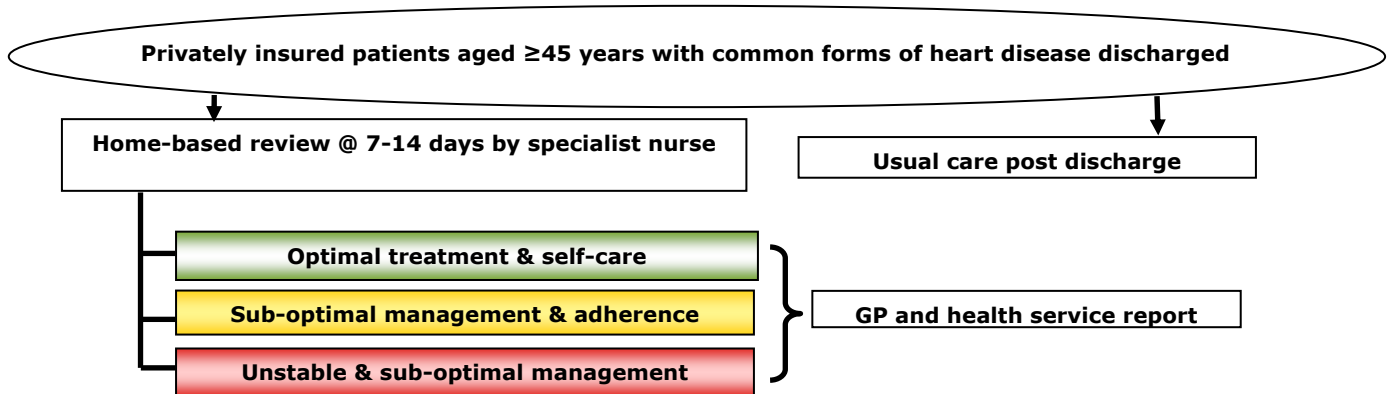 Privately insured patients aged ≥45 years with common forms of heart disease discharged
Home-based review @ 7-14 days by specialist nurse
Usual care post discharge
Optimal treatment & self-care
Sub-optimal management & adherence
GP and health service report
Unstable & sub-optimal management